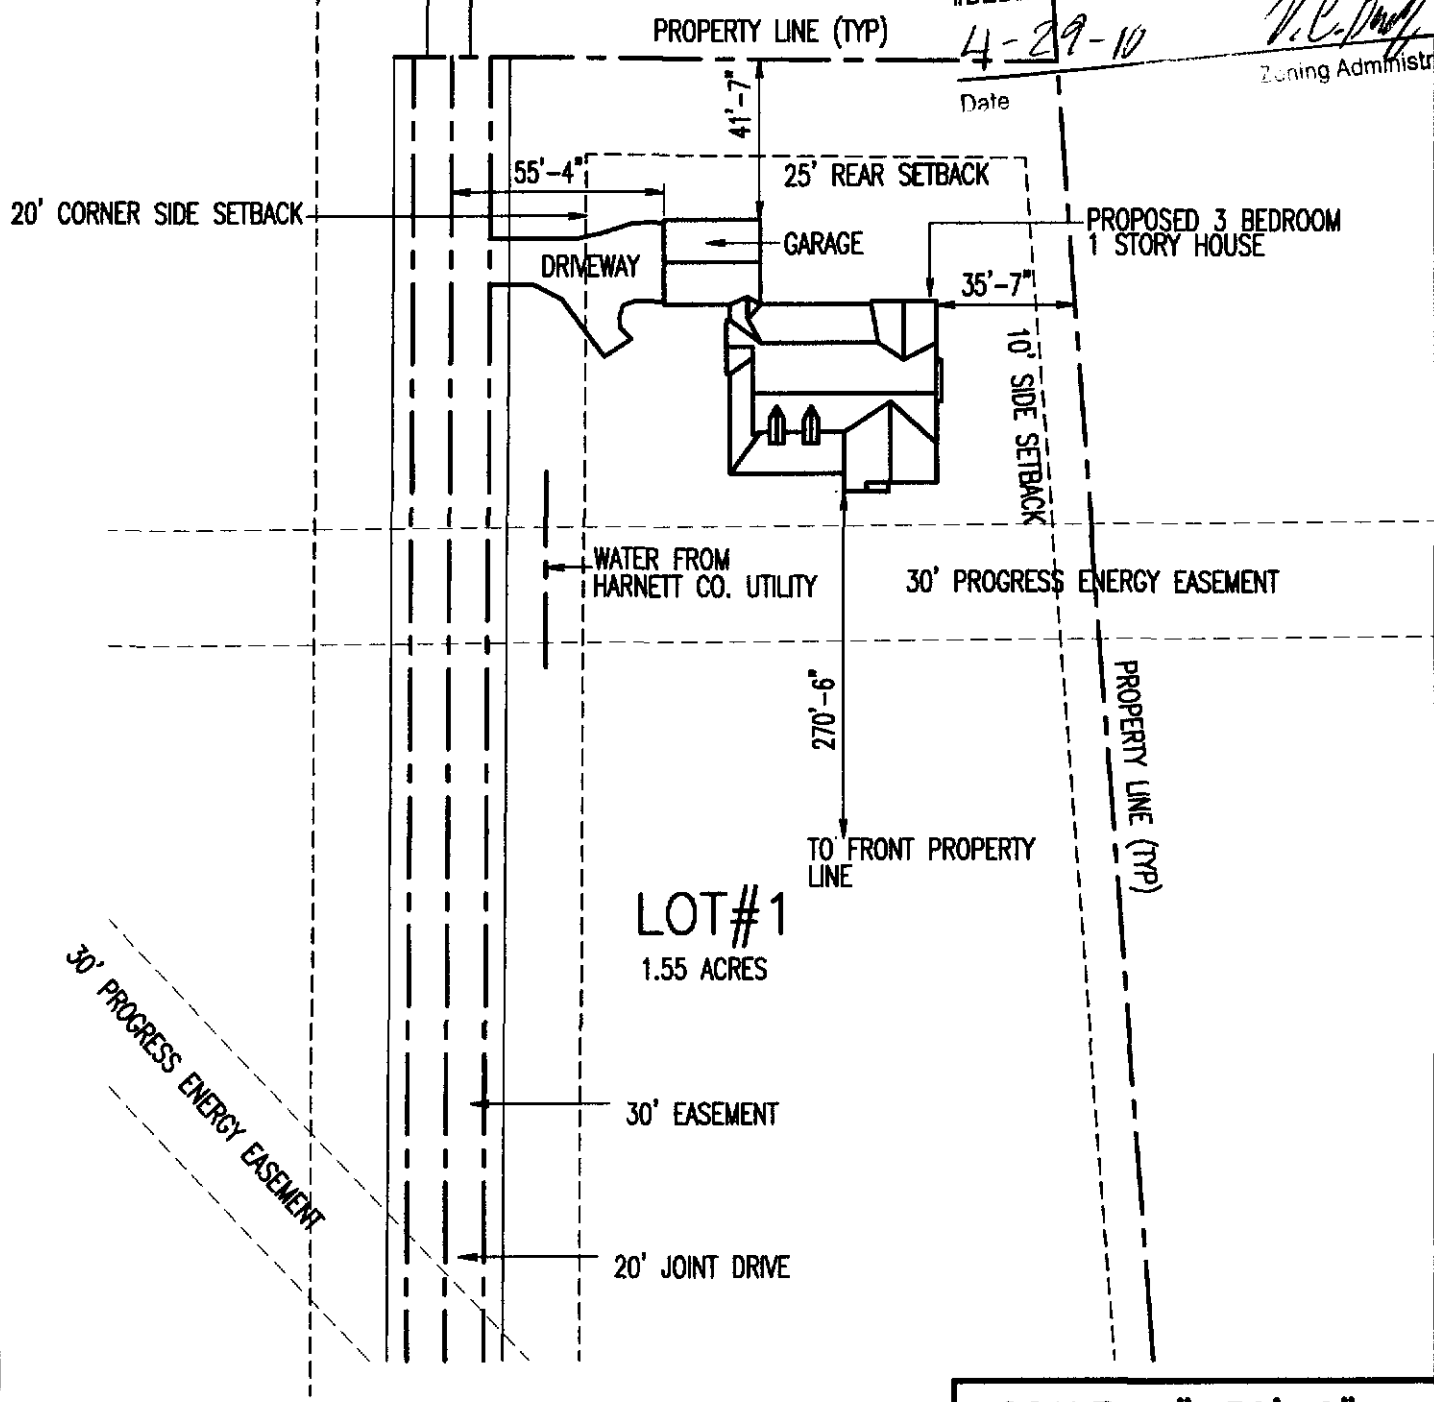 PROPERTY LINE (TYP)
4-29-10
Date
Zoning Administr
41'-7"
55'-4"
25' REAR SETBACK
20' CORNER SIDE SETBACK
GARAGE
PROPOSED 3 BEDROOM
1 STORY HOUSE
DRIVEWAY
35'-7"
10' SIDE SETBACK
WATER FROM
HARNETT CO. UTILITY
30' PROGRESS ENERGY EASEMENT
270'-6"
PROPERTY LINE (TYP)
TO FRONT PROPERTY
LINE
LOT#1
1.55 ACRES
30' PROGRESS ENERGY EASEMENT
30' EASEMENT
20' JOINT DRIVE